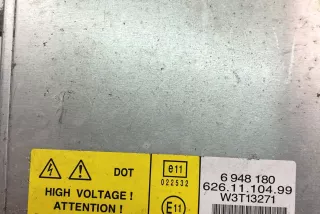 DOT
HIGH VOLTAGE !
ATTENTION !
e11
022532
E11
6 948 180
626.11.104.99
W3T13271